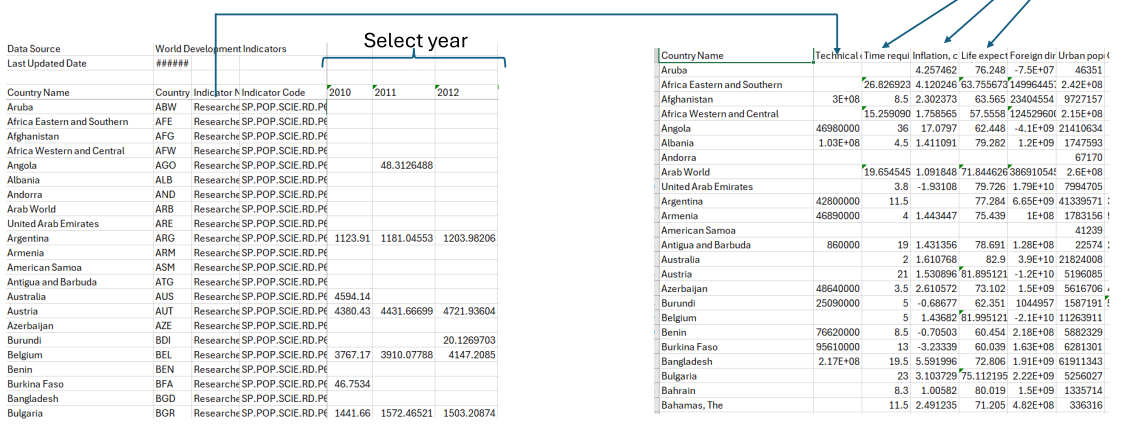 Select year
Data Source World Development Indicators
Last Updated Date ######
Country Name Country Indicator N Indicator Code 2010 2011 2012
Aruba ABW Researche SP.POP.SCIE.RD.P6
Africa Eastern and Southern AFE Researche SP.POP.SCIE.RD.P6
Afghanistan AFG Researche SP.POP.SCIE.RD.P6
Africa Western and Central AFW Researche SP.POP.SCIE.RD.P6
Angola AGO Researche SP.POP.SCIE.RD.P6 48.3126488
Albania ALB Researche SP.POP.SCIE.RD.P6
Andorra AND Researche SP.POP.SCIE.RD.P6
Arab World ARB Researche SP.POP.SCIE.RD.P6
United Arab Emirates ARE Researche SP.POP.SCIE.RD.P6
Argentina ARG Researche SP.POP.SCIE.RD.P6 1123.91 1181.04553 1203.98206
Armenia ARM Researche SP.POP.SCIE.RD.P6
American Samoa ASM Researche SP.POP.SCIE.RD.P6
Antigua and Barbuda ATG Researche SP.POP.SCIE.RD.P6
Australia AUS Researche SP.POP.SCIE.RD.P6 4594.14
Austria AUT Researche SP.POP.SCIE.RD.P6 4380.43 4431.66699 4721.93604
Azerbaijan AZE Researche SP.POP.SCIE.RD.P6
Burundi BDI Researche SP.POP.SCIE.RD.P6 20.1269703
Belgium BEL Researche SP.POP.SCIE.RD.P6 3767.17 3910.07788 4147.2085
Benin BEN Researche SP.POP.SCIE.RD.P6
Burkina Faso BFA Researche SP.POP.SCIE.RD.P6 46.7534
Bangladesh BGD Researche SP.POP.SCIE.RD.P6
Bulgaria BGR Researche SP.POP.SCIE.RD.P6 1441.66 1572.46521 1503.20874
Country Name Technical Time requi Inflation, c Life expect Foreign dir Urban pop
Aruba 4.257462 76.248 -7.5E+07 46351
Africa Eastern and Southern 26.826923 4.120246 63.755673 149964457 2.42E+08
Afghanistan 3E+08 8.5 2.302373 63.565 23404554 9727157
Africa Western and Central 15.259090 1.758565 57.5558 124529600 2.15E+08
Angola 46980000 36 17.0797 62.448 -4.1E+09 21410634
Albania 1.03E+08 4.5 1.411091 79.282 1.2E+09 1747593
Andorra 67170
Arab World 19.654545 1.091848 71.844626 386910545 2.6E+08
United Arab Emirates 3.8 -1.93108 79.726 1.79E+10 7994705
Argentina 42800000 11.5 77.284 6.65E+09 41339571
Armenia 46890000 4 1.443447 75.439 1E+08 1783156
American Samoa 41239
Antigua and Barbuda 860000 19 1.431356 78.691 1.28E+08 22574
Australia 2 1.610768 82.9 3.9E+10 21824008
Austria 21 1.530896 81.895121 -1.2E+10 5196085
Azerbaijan 48640000 3.5 2.610572 73.102 1.5E+09 5616706
Burundi 25090000 5 -0.68677 62.351 1044957 1587191
Belgium 5 1.43682 81.995121 -2.1E+10 11263911
Benin 76620000 8.5 -0.70503 60.454 2.18E+08 5882329
Burkina Faso 95610000 13 -3.23339 60.039 1.63E+08 6281301
Bangladesh 2.17E+08 19.5 5.591996 72.806 1.91E+09 61911343
Bulgaria 23 3.103729 75.112195 2.22E+09 5256027
Bahrain 8.3 1.00582 80.019 1.5E+09 1335714
Bahamas, The 11.5 2.491235 71.205 4.82E+08 336316